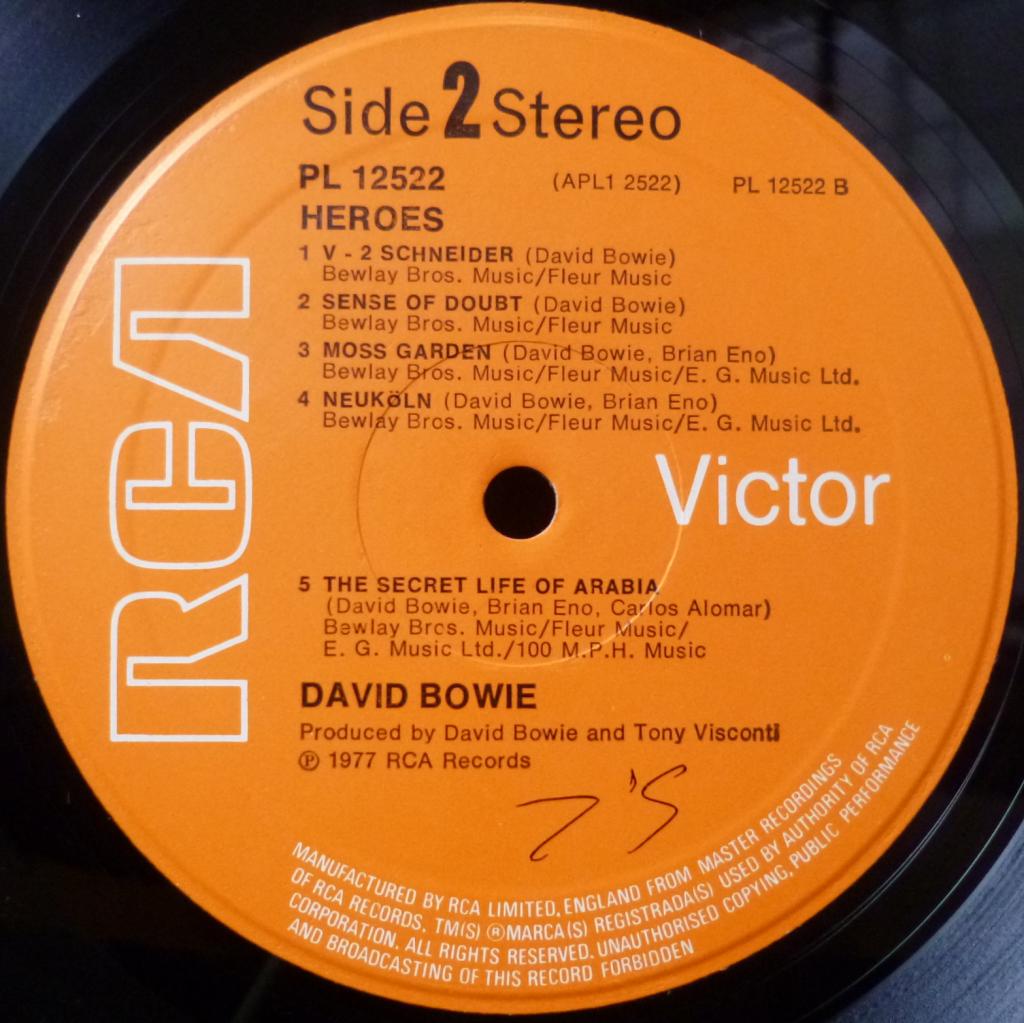 Side 2 Stereo
PL 12522 (APL1 2522) PL 12522 B
HEROES
1 V - 2 SCHNEIDER (David Bowie)
Bewlay Bros. Music/Fleur Music
2 SENSE OF DOUBT (David Bowie)
Bewlay Bros. Music/Fleur Music
3 MOSS GARDEN (David Bowie, Brian Eno)
Bewlay Bros. Music/Fleur Music/E. G. Music Ltd.
4 NEUKÖLN (David Bowie, Brian Eno)
Bewlay Bros. Music/Fleur Music/E. G. Music Ltd.
RCA
Victor
5 THE SECRET LIFE OF ARABIA
(David Bowie, Brian Eno, Carlos Alomar)
Bewlay Bros. Music/Fleur Music/
E. G. Music Ltd./100 M.P.H. Music
DAVID BOWIE
Produced by David Bowie and Tony Visconti
℗ 1977 RCA Records
MANUFACTURED BY RCA LIMITED, ENGLAND FROM MASTER RECORDINGS
OF RCA RECORDS. TM(S) ® MARCA(S) REGISTRADA(S) USED BY AUTHORITY OF RCA
CORPORATION. ALL RIGHTS RESERVED. UNAUTHORISED COPYING, PUBLIC PERFORMANCE
AND BROADCASTING OF THIS RECORD FORBIDDEN